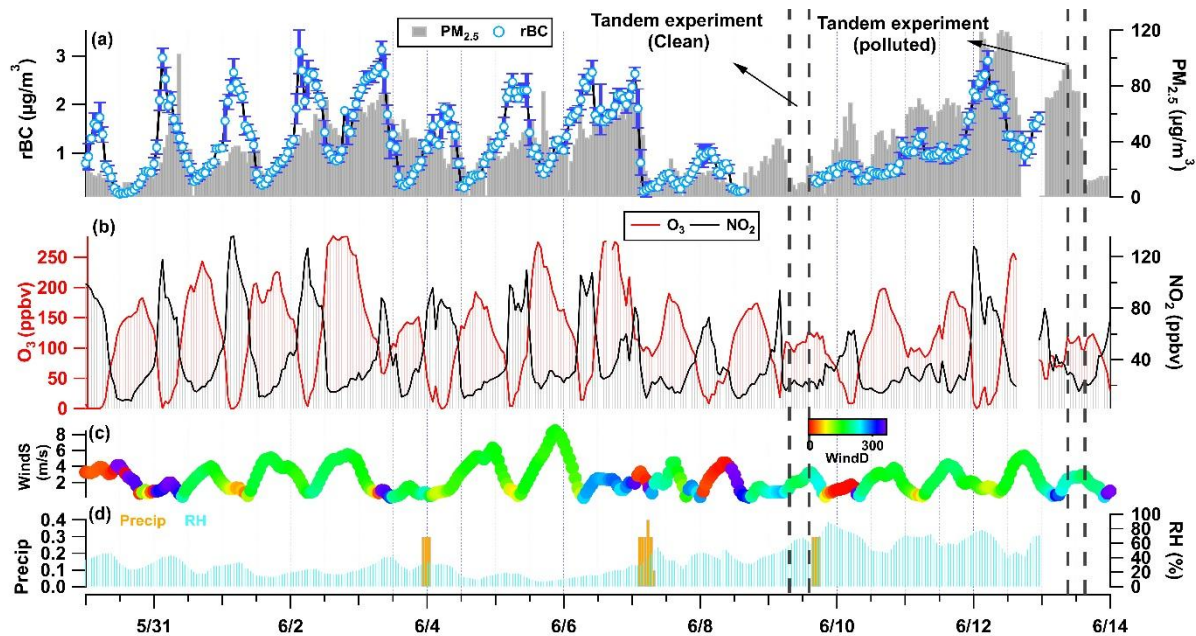 Tandem experiment
(Clean)
Tandem experiment
(polluted)
(a)
PM2.5 rBC
rBC (µg/m³)
3
2
1
PM2.5 (µg/m³)
120
80
40
0
(b)
O3 NO2
O3 (ppbv)
250
200
150
100
50
0
NO2 (ppbv)
120
80
40
(c)
WindS
(m/s)
8
6
4
2
0 300
WindD
(d)
Precip RH
Precip
0.4
0.3
0.2
0.1
0.0
RH (%)
100
80
60
40
20
0
5/31 6/2 6/4 6/6 6/8 6/10 6/12 6/14